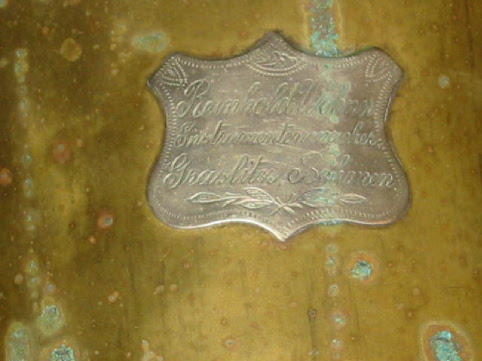 Reinhold
Instrumentenmacher
Graslitz, Böhmen.